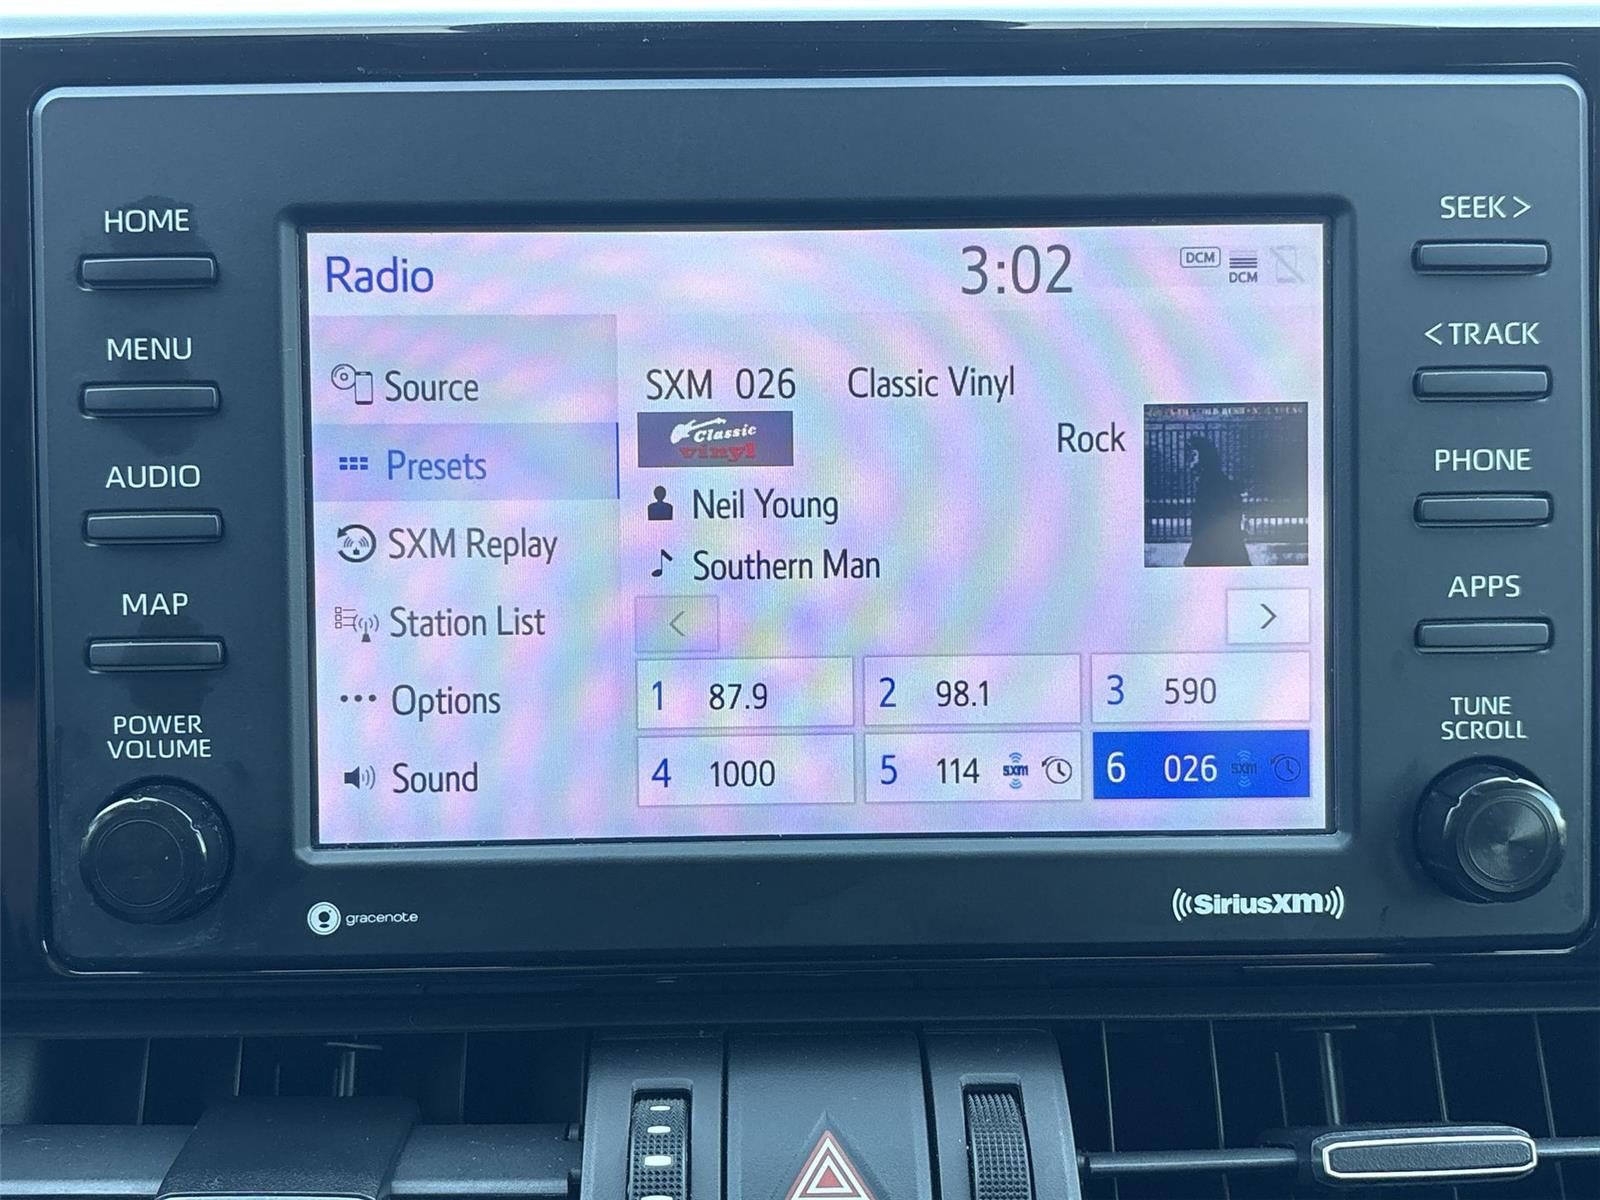 HOME
MENU
AUDIO
MAP
POWER
VOLUME
Radio
3:02
DCM
DCM
Source
Presets
SXM Replay
Station List
Options
Sound
SXM 026 Classic Vinyl
Classic
vinyl
Rock
Neil Young
Southern Man
<
>
1 87.9
2 98.1
3 590
4 1000
5 114 sxm
6 026 sxm
SEEK >
< TRACK
PHONE
APPS
TUNE
SCROLL
gracenote
((SiriusXM))